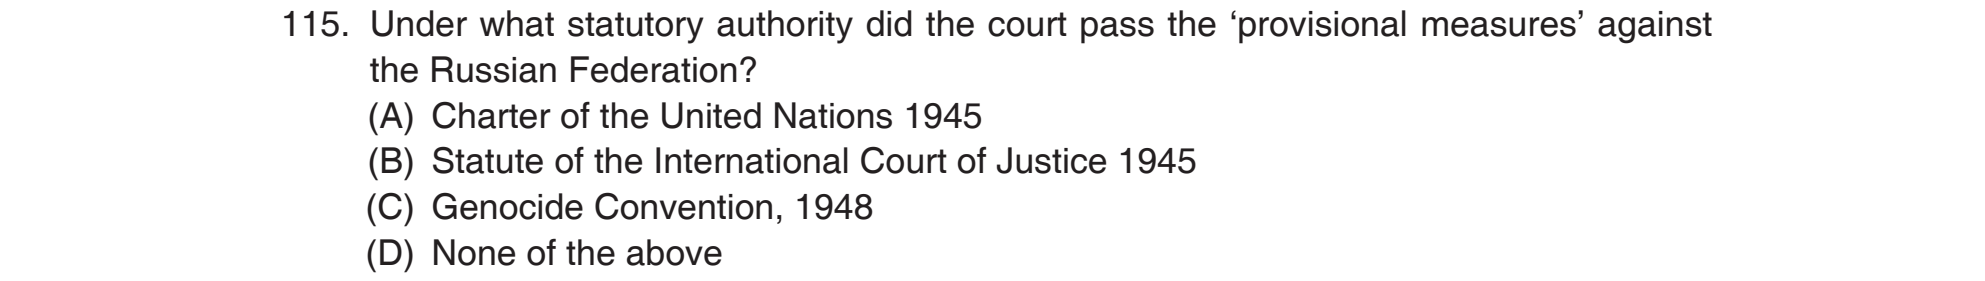 115. Under what statutory authority did the court pass the ‘provisional measures’ against
the Russian Federation?
(A) Charter of the United Nations 1945
(B) Statute of the International Court of Justice 1945
(C) Genocide Convention, 1948
(D) None of the above